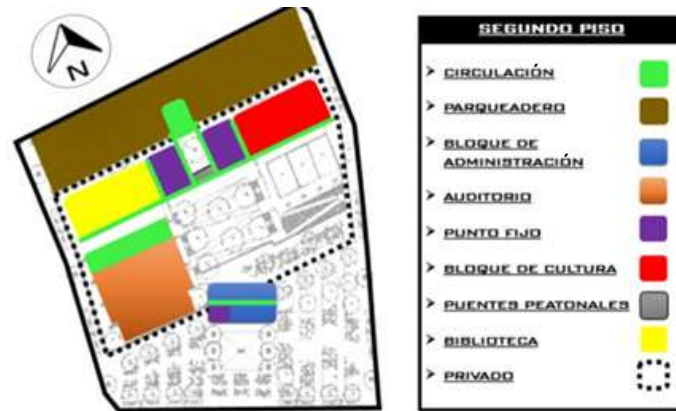 N
SEGUNDO PISO
CIRCULACIÓN
PARQUEADERO
BLOQUE DE
ADMINISTRACIÓN
AUDITORIO
PUNTO FIJO
BLOQUE DE CULTURA
PUENTES PEATONALES
BIBLIOTECA
PRIVADO